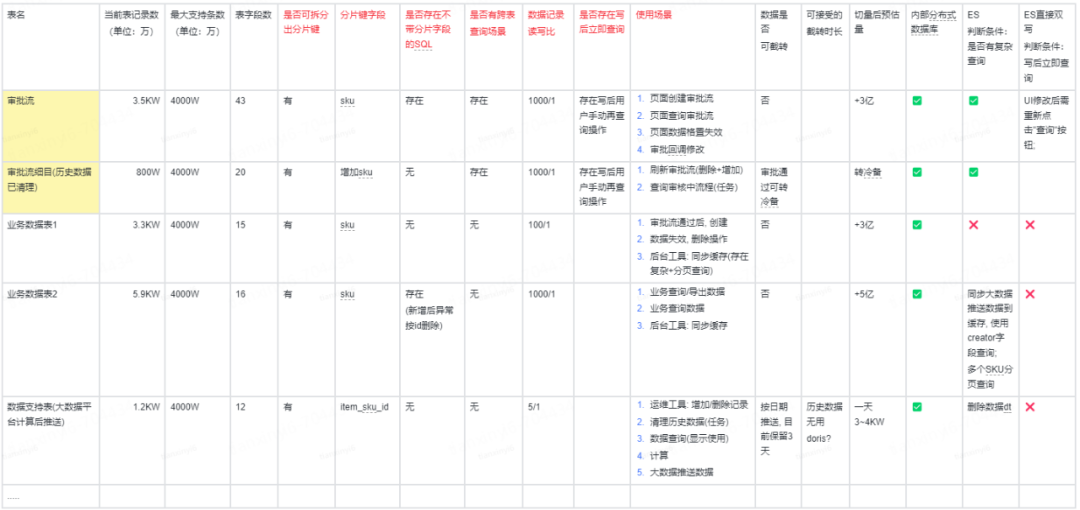 表名
当前表记录数
(单位：万)
最大支持条数
(单位：万)
表字段数
是否可拆分
出分片键
分片键字段
是否存在不
带分片字段
的SQL
是否有跨表
查询场景
数据记录
读写比
是否存在写
后立即查询
使用场景
数据是
否
可截转
可接受的
截转时长
切量后预估
量
内部分布式
数据库
ES
判断条件：
是否有复杂
查询
ES直接双
写
判断条件：
写后立即查
询
审批流
3.5KW
4000W
43
有
sku
存在
存在
1000/1
存在写后用
户手动再查
询操作
1. 页面创建审批流
2. 页面查询审批流
3. 页面数据格置失效
4. 审批回调修改
否
+3亿
UI修改后需
重新点
击"查询"按
钮,
审批流细目(历史数据
已清理)
800W
4000W
20
有
增加sku
无
存在
1000/1
存在写后用
户手动再查
询操作
1. 刷新审批流(删除+增加)
2. 查询审核中流程(任务)
审批通
过可转
冷备
转冷备
业务数据表1
3.3KW
4000W
15
有
sku
无
无
100/1
1. 审批流通过后, 创建
2. 数据失效, 删除操作
3. 后台工具: 同步缓存(存在
复杂+分页查询)
否
+3亿
业务数据表2
5.9KW
4000W
16
有
sku
存在
(新增后异常
按id删除)
无
1000/1
1. 业务查询/导出数据
2. 业务查询数据
3. 后台工具: 同步缓存
否
+5亿
同步大数据
推送数据到
缓存, 使用
creator字
段查询;
多个SKU分
页查询
数据支持表(大数据平
台计算后推送)
1.2KW
4000W
12
有
item_sku_id
无
无
5/1
1. 运维工具: 增加/删除记录
2. 清理历史数据(任务)
3. 数据查询(显示使用)
4. 计算
5. 大数据推送数据
按日期
推送, 目
前保留3
天
历史数据
无用
doris?
一天
3~4KW
删除数据dt
......